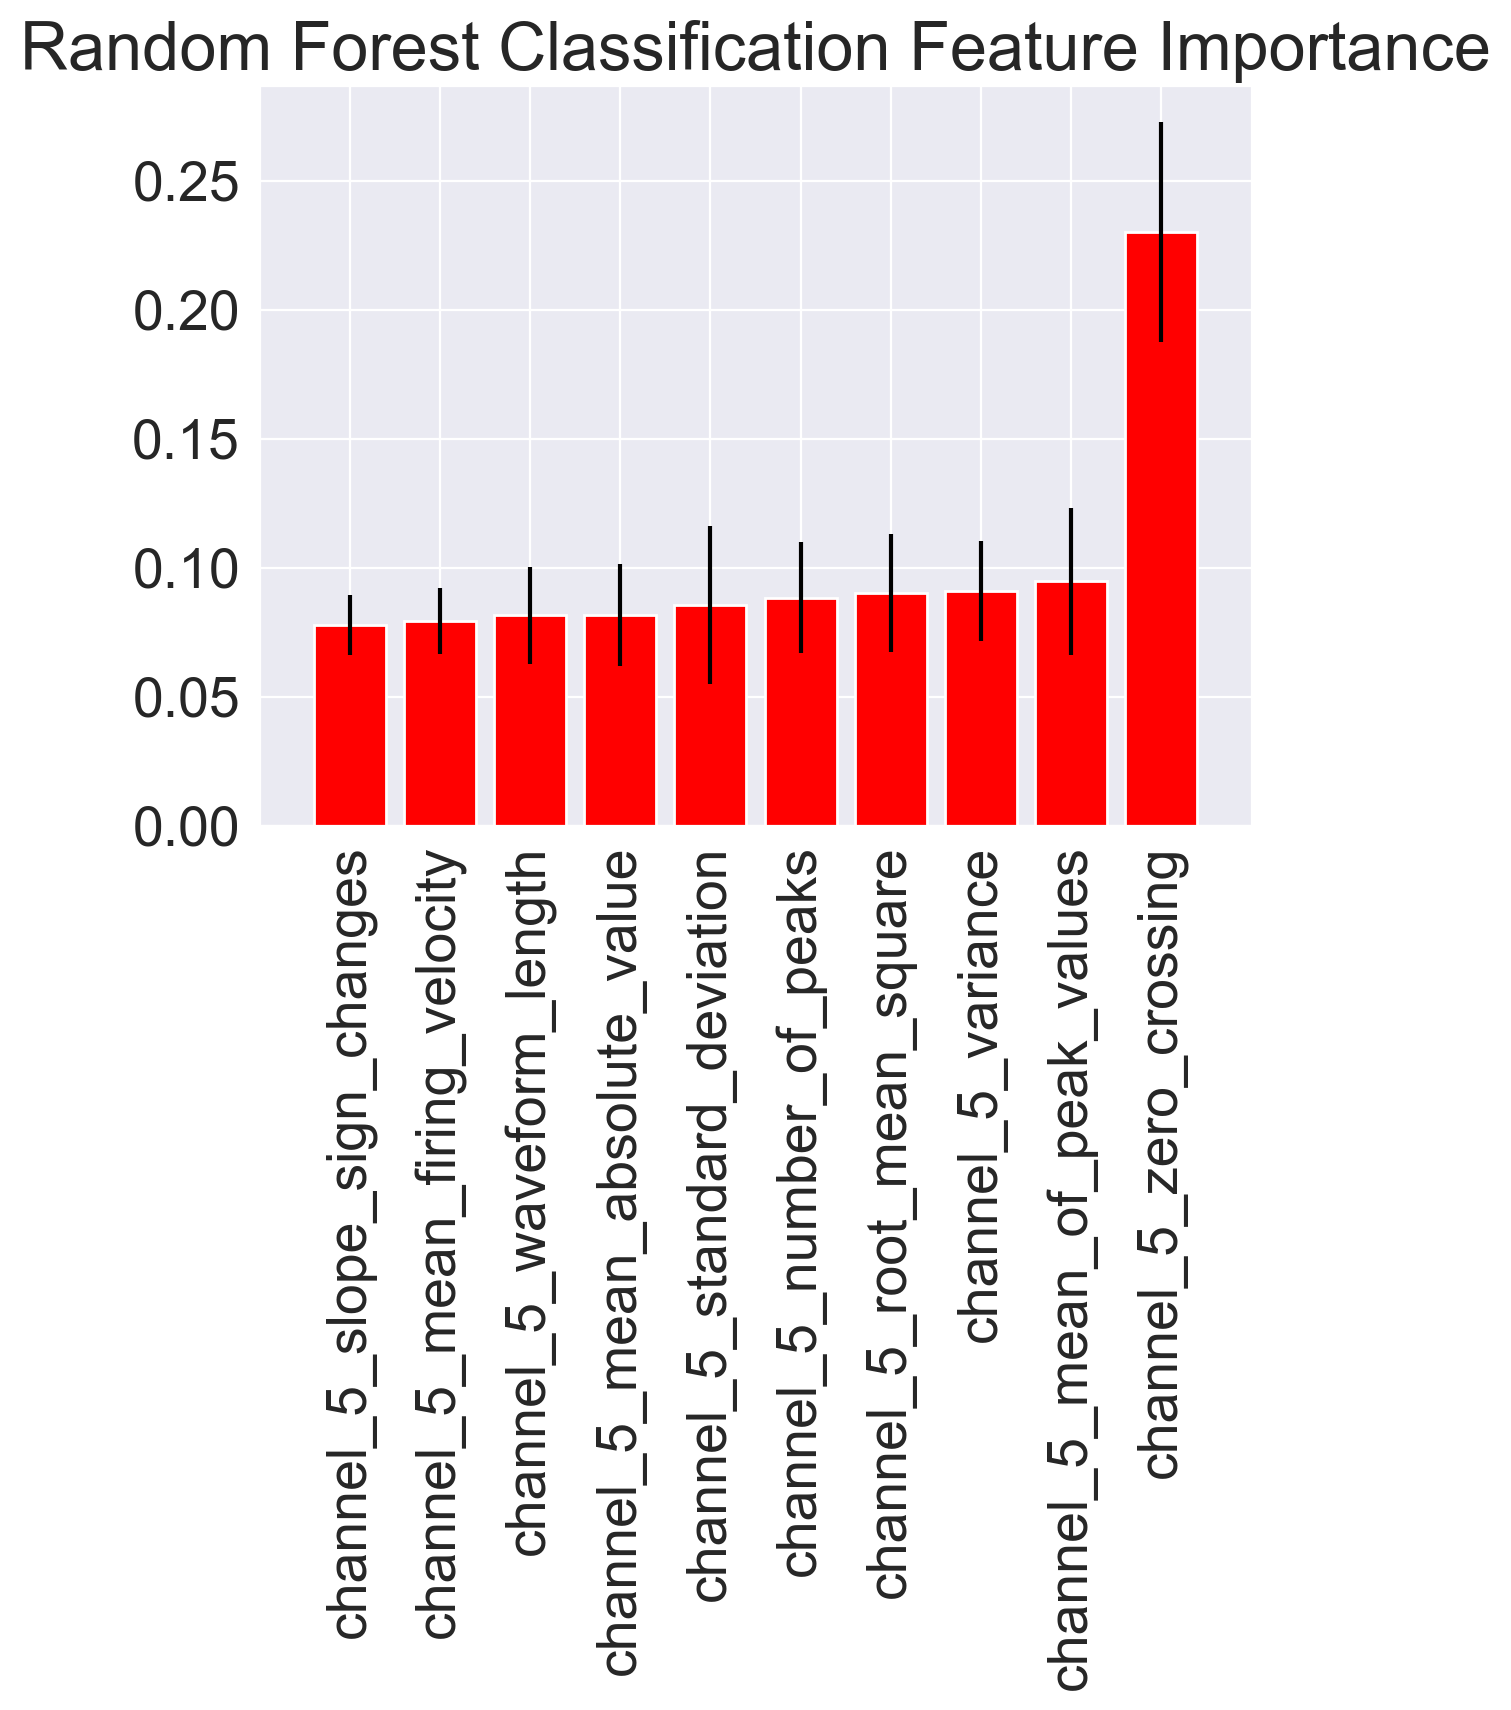 Random Forest Classification Feature Importance
0.25
0.20
0.15
0.10
0.05
0.00
channel_5_slope_sign_changes
channel_5_mean_firing_velocity
channel_5_waveform_length
channel_5_mean_absolute_value
channel_5_standard_deviation
channel_5_number_of_peaks
channel_5_root_mean_square
channel_5_variance
channel_5_mean_of_peak_values
channel_5_zero_crossing